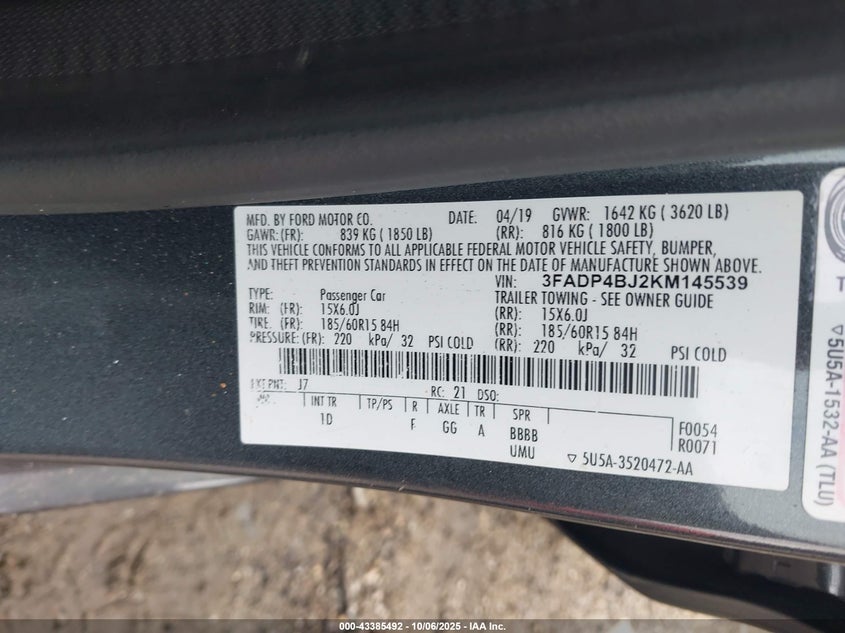 MFD. BY FORD MOTOR CO. DATE: 04/19 GVWR: 1642 KG ( 3620 LB)
GAWR: (FR): 839 KG ( 1850 LB) (RR): 816 KG ( 1800 LB)
THIS VEHICLE CONFORMS TO ALL APPLICABLE FEDERAL MOTOR VEHICLE SAFETY, BUMPER,
AND THEFT PREVENTION STANDARDS IN EFFECT ON THE DATE OF MANUFACTURE SHOWN ABOVE.
VIN: 3FADP4BJ2KM145539
TYPE: Passenger Car TRAILER TOWING - SEE OWNER GUIDE
RIM: (FR): 15X6.0J (RR): 15X6.0J
TIRE: (FR): 185/60R15 84H (RR): 185/60R15 84H
PRESSURE: (FR): 220 kPa/ 32 PSI COLD (RR): 220 kPa/ 32 PSI COLD
EXT PNT: J7 RC: 21 DSO:
INT TR TP/PS R AXLE TR SPR
1D F GG A BBBB F0054
UMU R0071
▽ 5U5A-3520472-AA
▽5U5A-1532-AA (TLU)
000-43385492 - 10/06/2025 - IAA Inc.